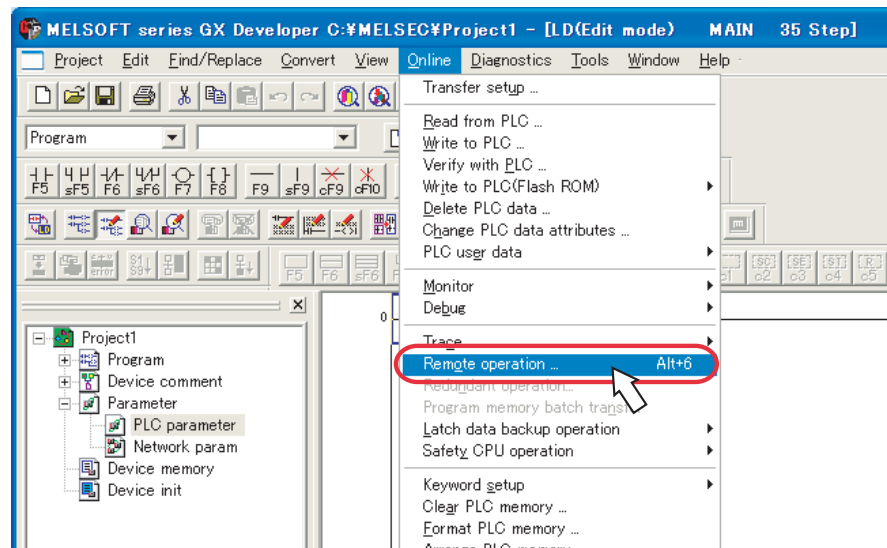 MELSOFT series GX Developer C:¥MELSEC¥Project1 - [LD(Edit mode) MAIN 35 Step]
Project Edit Find/Replace Convert View Online Diagnostics Tools Window Help
Transfer setup ...
Read from PLC ...
Program
Write to PLC ...
Verify with PLC ...
F5 sF5 F6 sF6 F7 F8 F9 sF9 cF9 cF10
Write to PLC(Flash ROM)
Delete PLC data ...
Change PLC data attributes ...
PLC user data
error
F5 F6 sF6
c2 c3 c4 c5
Monitor
Debug
0
Project1
Trace
Program
Remote operation ... Alt+6
Device comment
Redundant operation...
Parameter
Program memory batch
PLC parameter
Latch data backup operation
Network param
Safety CPU operation
Device memory
Keyword setup
Device init
Clear PLC memory ...
Format PLC memory ...